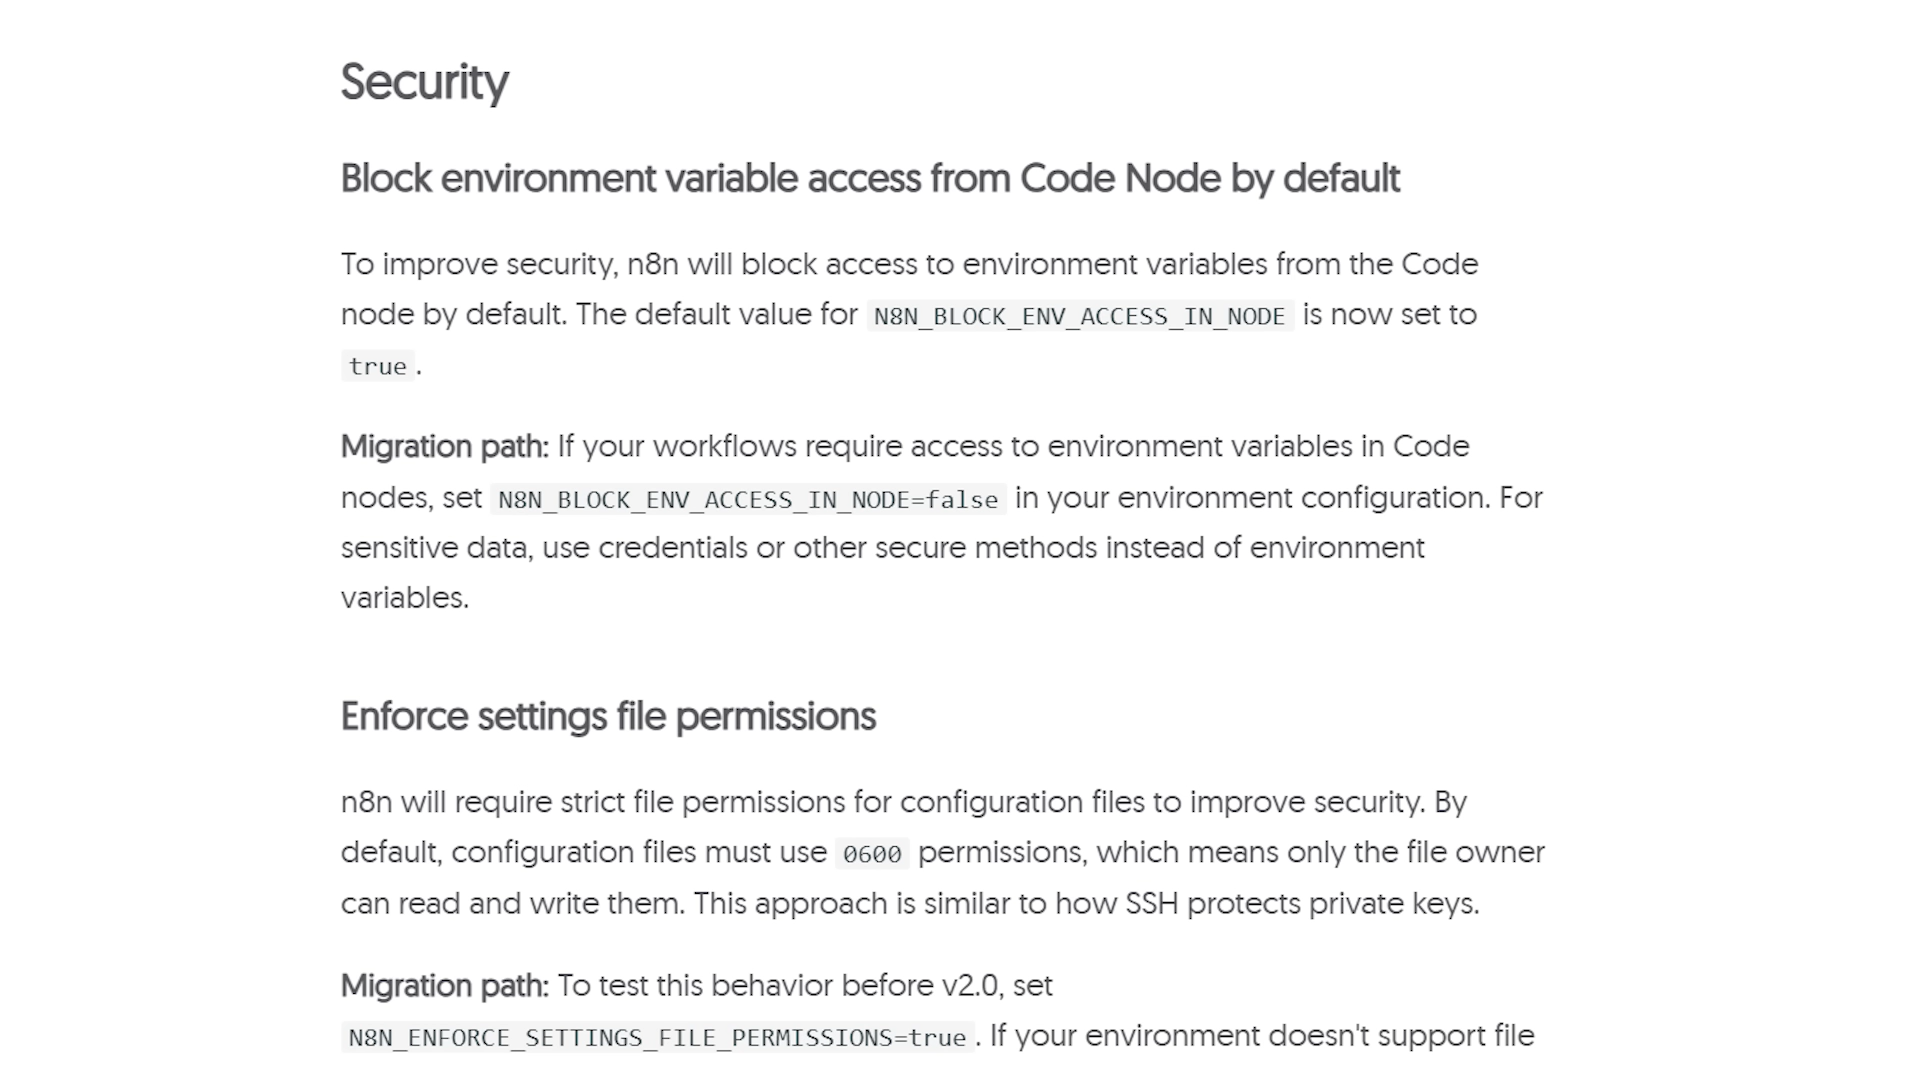 Security
Block environment variable access from Code Node by default
To improve security, n8n will block access to environment variables from the Code
node by default. The default value for N8N_BLOCK_ENV_ACCESS_IN_NODE is now set to
true.
Migration path: If your workflows require access to environment variables in Code
nodes, set N8N_BLOCK_ENV_ACCESS_IN_NODE=false in your environment configuration. For
sensitive data, use credentials or other secure methods instead of environment
variables.
Enforce settings file permissions
n8n will require strict file permissions for configuration files to improve security. By
default, configuration files must use 0600 permissions, which means only the file owner
can read and write them. This approach is similar to how SSH protects private keys.
Migration path: To test this behavior before v2.0, set
N8N_ENFORCE_SETTINGS_FILE_PERMISSIONS=true. If your environment doesn't support file